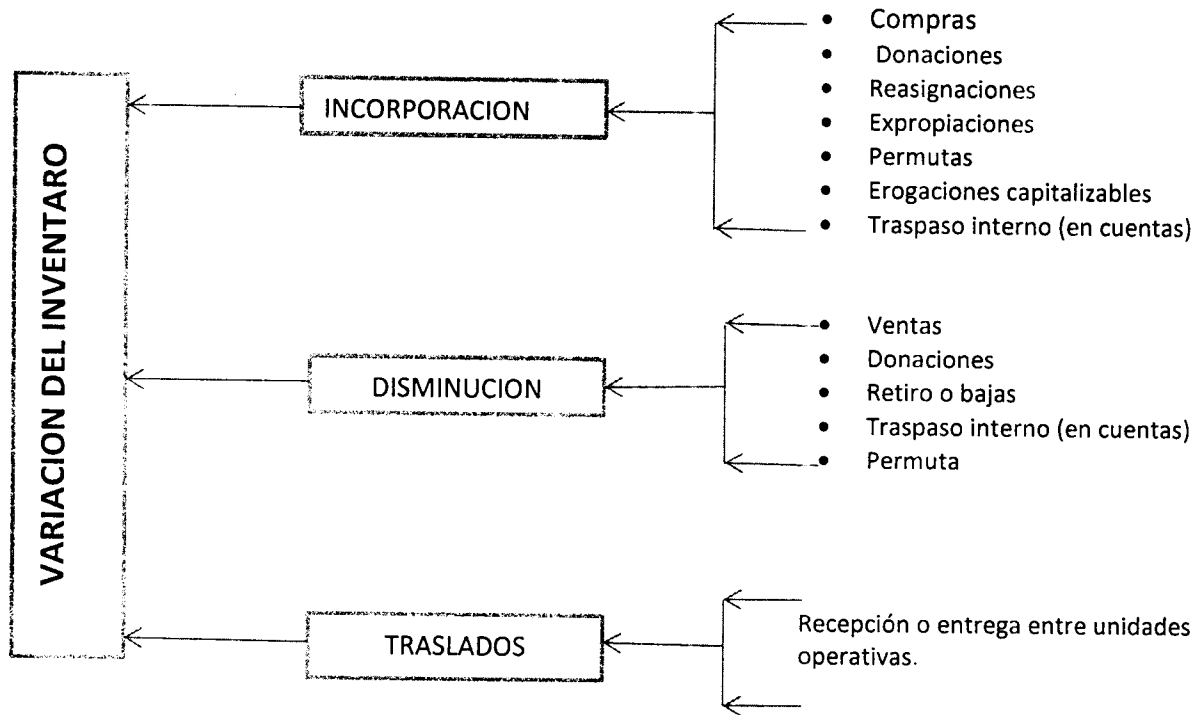 VARIACION DEL INVENTARO
INCORPORACION
• Compras
• Donaciones
• Reasignaciones
• Expropiaciones
• Permutas
• Erogaciones capitalizables
• Traspaso interno (en cuentas)
DISMINUCION
• Ventas
• Donaciones
• Retiro o bajas
• Traspaso interno (en cuentas)
• Permuta
TRASLADOS
Recepción o entrega entre unidades
operativas.